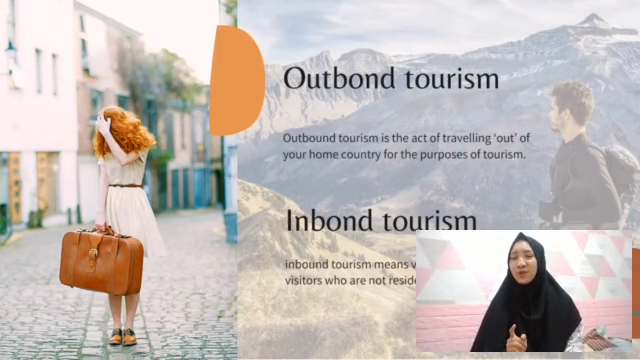 Outbond tourism
Outbound tourism is the act of travelling ‘out’ of
your home country for the purposes of tourism.
Inbond tourism
inbound tourism means
visitors who are not